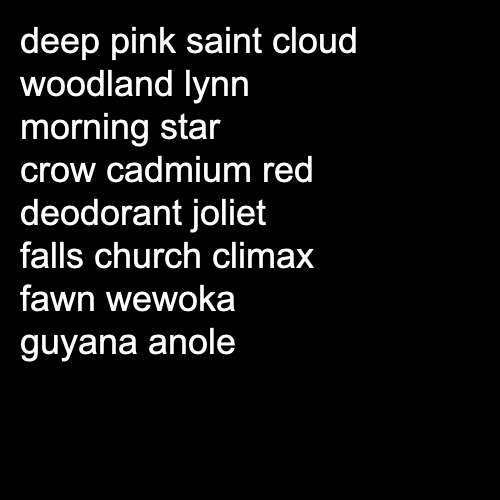 deep pink saint cloud
woodland lynn
morning star
crow cadmium red
deodorant joliet
falls church climax
fawn wewoka
guyana anole